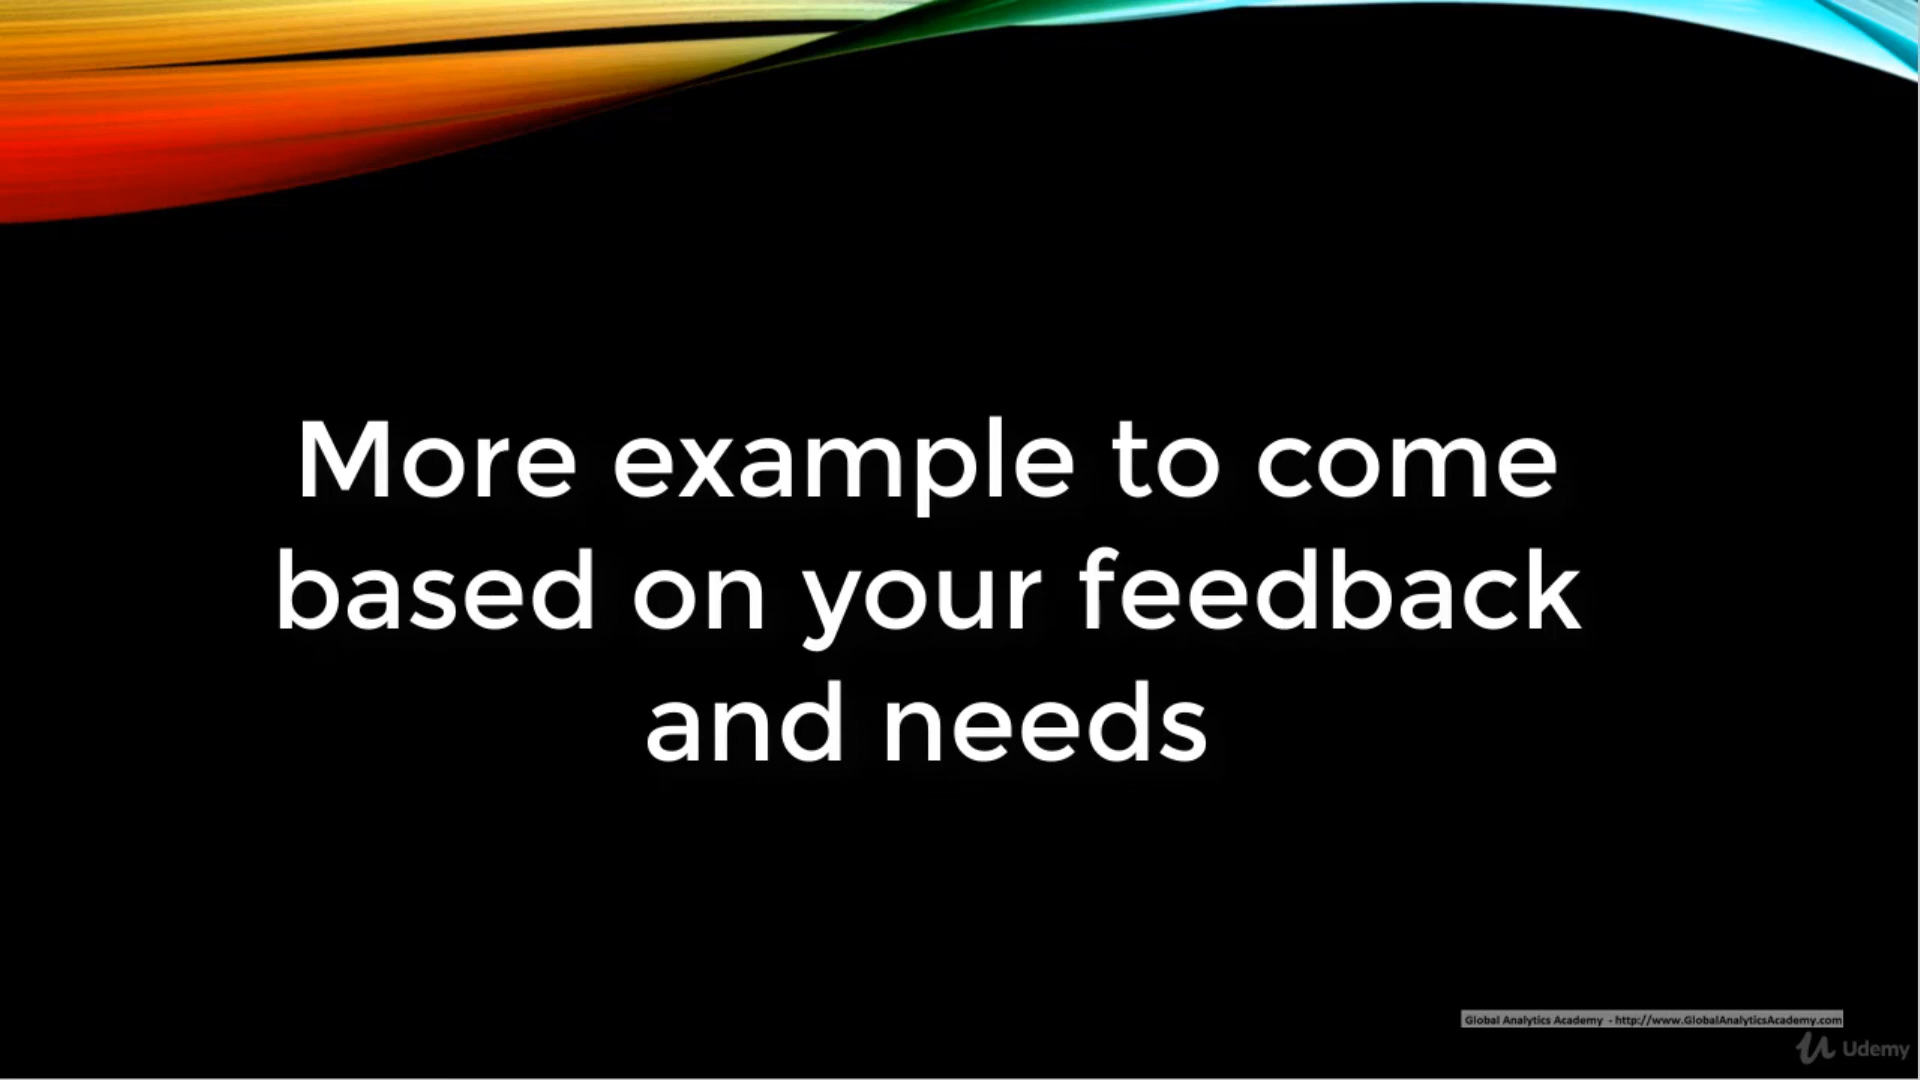 More example to come
based on your feedback
and needs
Global Analytics Academy - http://www.GlobalAnalyticsAcademy.com
Udemy